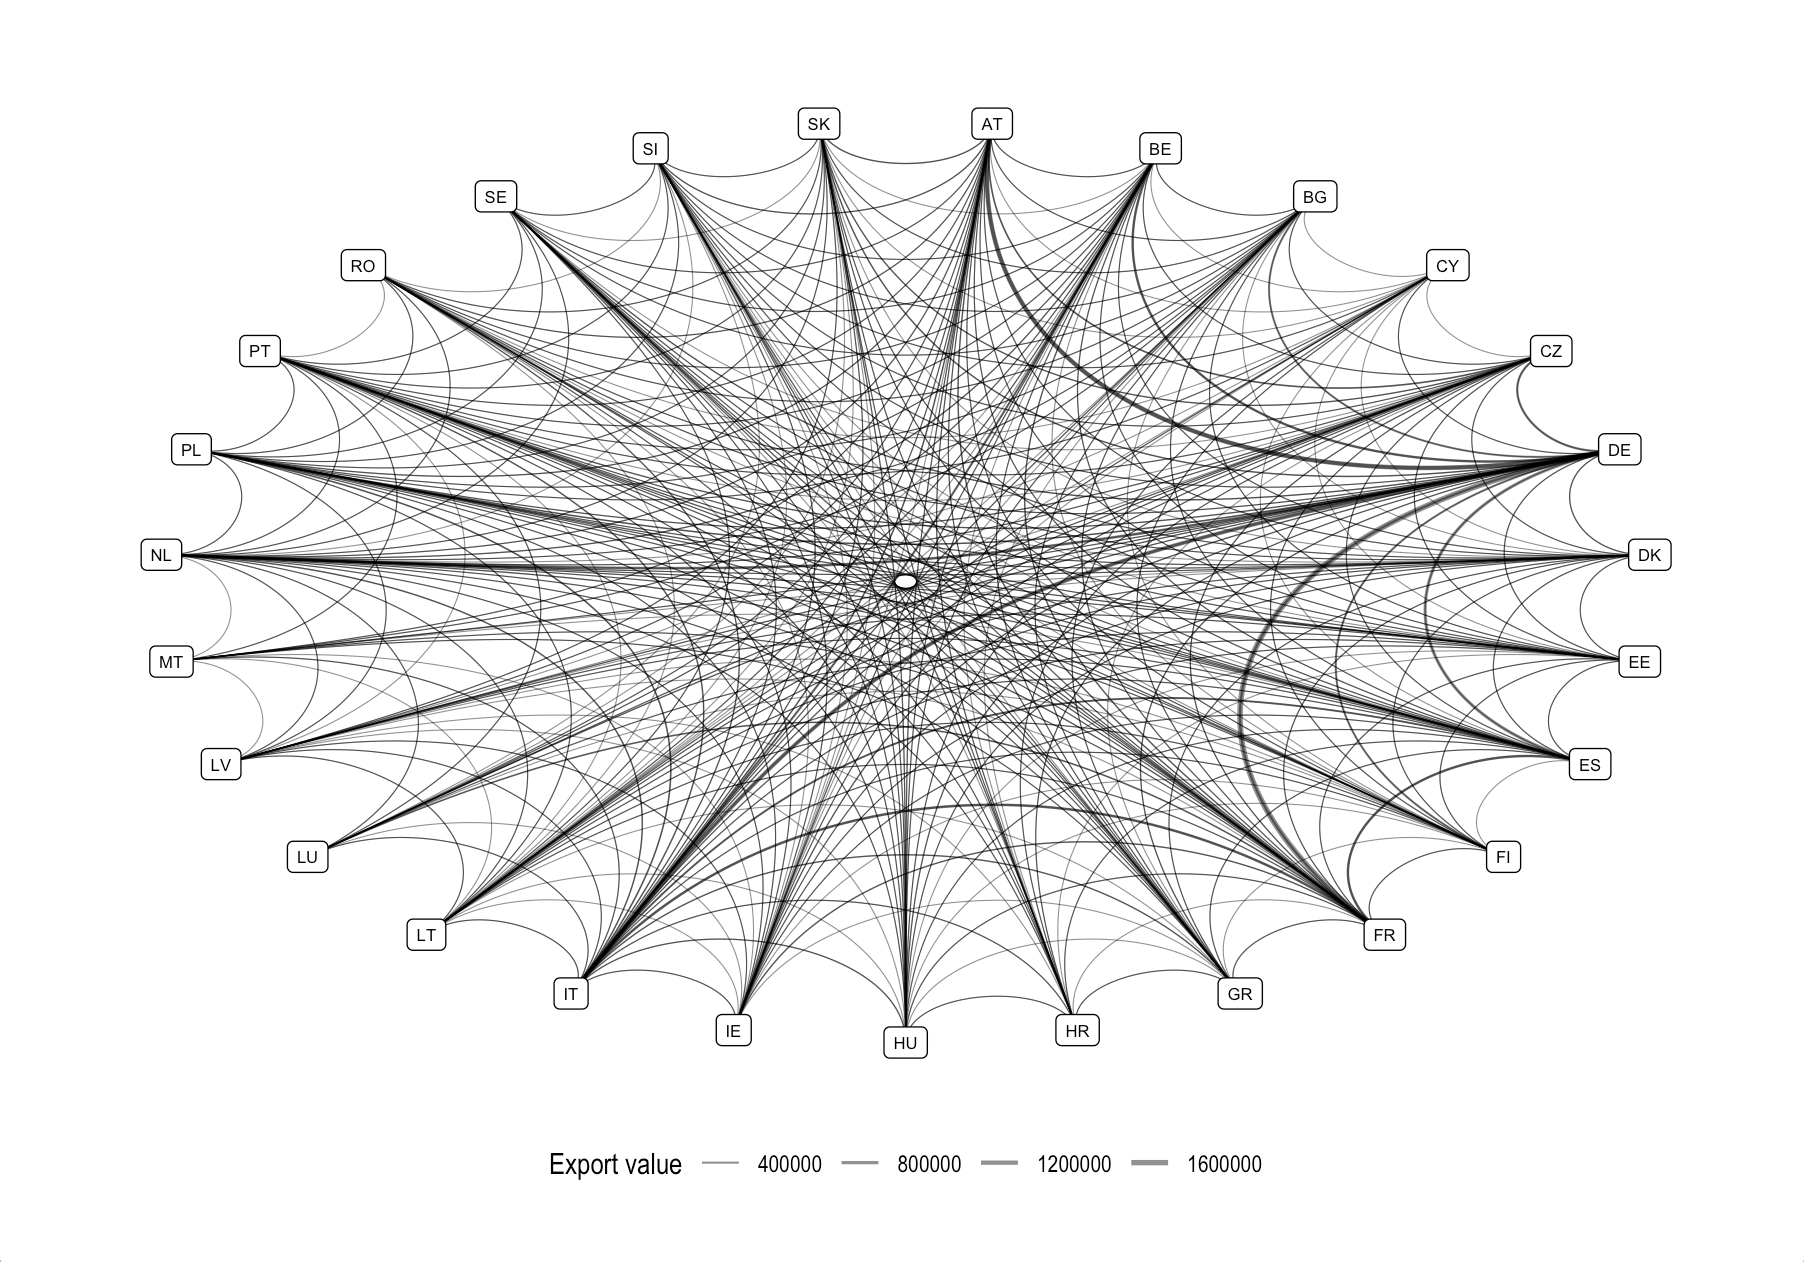 SK
AT
SI
BE
SE
BG
RO
CY
PT
CZ
PL
DE
NL
DK
MT
EE
LV
ES
LU
FI
LT
FR
IT
GR
IE
HR
HU
Export value 400000 800000 1200000 1600000